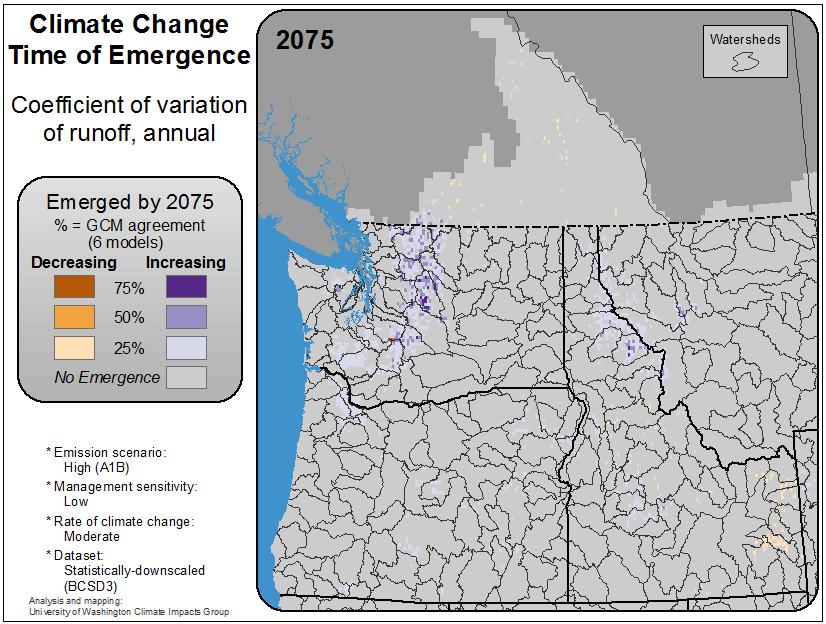 Climate Change
Time of Emergence
Coefficient of variation
of runoff, annual
2075
Watersheds
Emerged by 2075
% = GCM agreement
(6 models)
Decreasing Increasing
75%
50%
25%
No Emergence
* Emission scenario:
High (A1B)
* Management sensitivity:
Low
* Rate of climate change:
Moderate
* Dataset:
Statistically-downscaled
(BCSD3)
Analysis and mapping:
University of Washington Climate Impacts Group